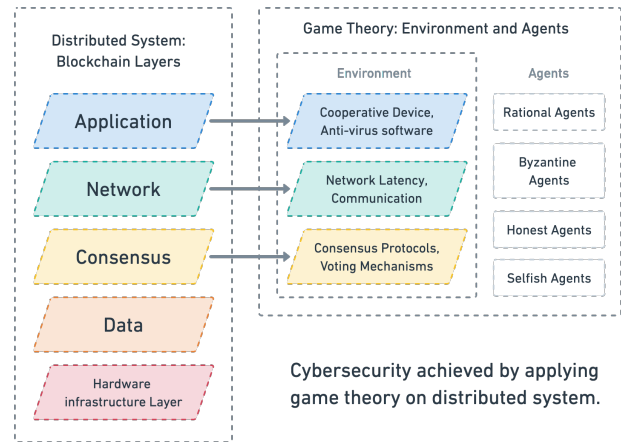 Distributed System:
Blockchain Layers
Application
Network
Consensus
Data
Hardware
infrastructure Layer
Game Theory: Environment and Agents
Environment
Cooperative Device,
Anti-virus software
Network Latency,
Communication
Consensus Protocols,
Voting Mechanisms
Agents
Rational Agents
Byzantine
Agents
Honest Agents
Selfish Agents
Cybersecurity achieved by applying
game theory on distributed system.